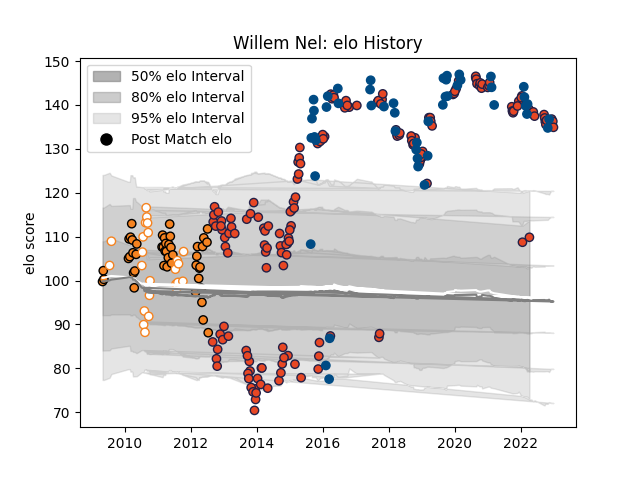 Willem Nel: elo History
150
140
130
120
110
100
90
80
70
elo score
50% elo Interval
80% elo Interval
95% elo Interval
Post Match elo
2010
2012
2014
2016
2018
2020
2022